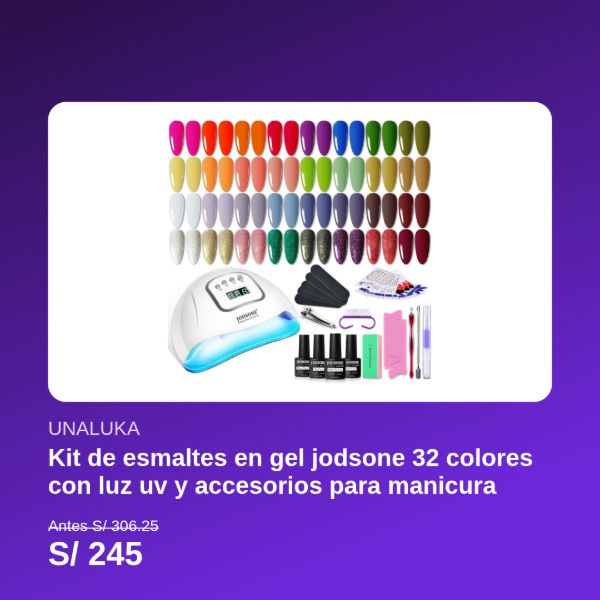 jodsone
UNALUKA
Kit de esmaltes en gel jodsone 32 colores
con luz uv y accesorios para manicura
Antes S/ 306.25
S/ 245